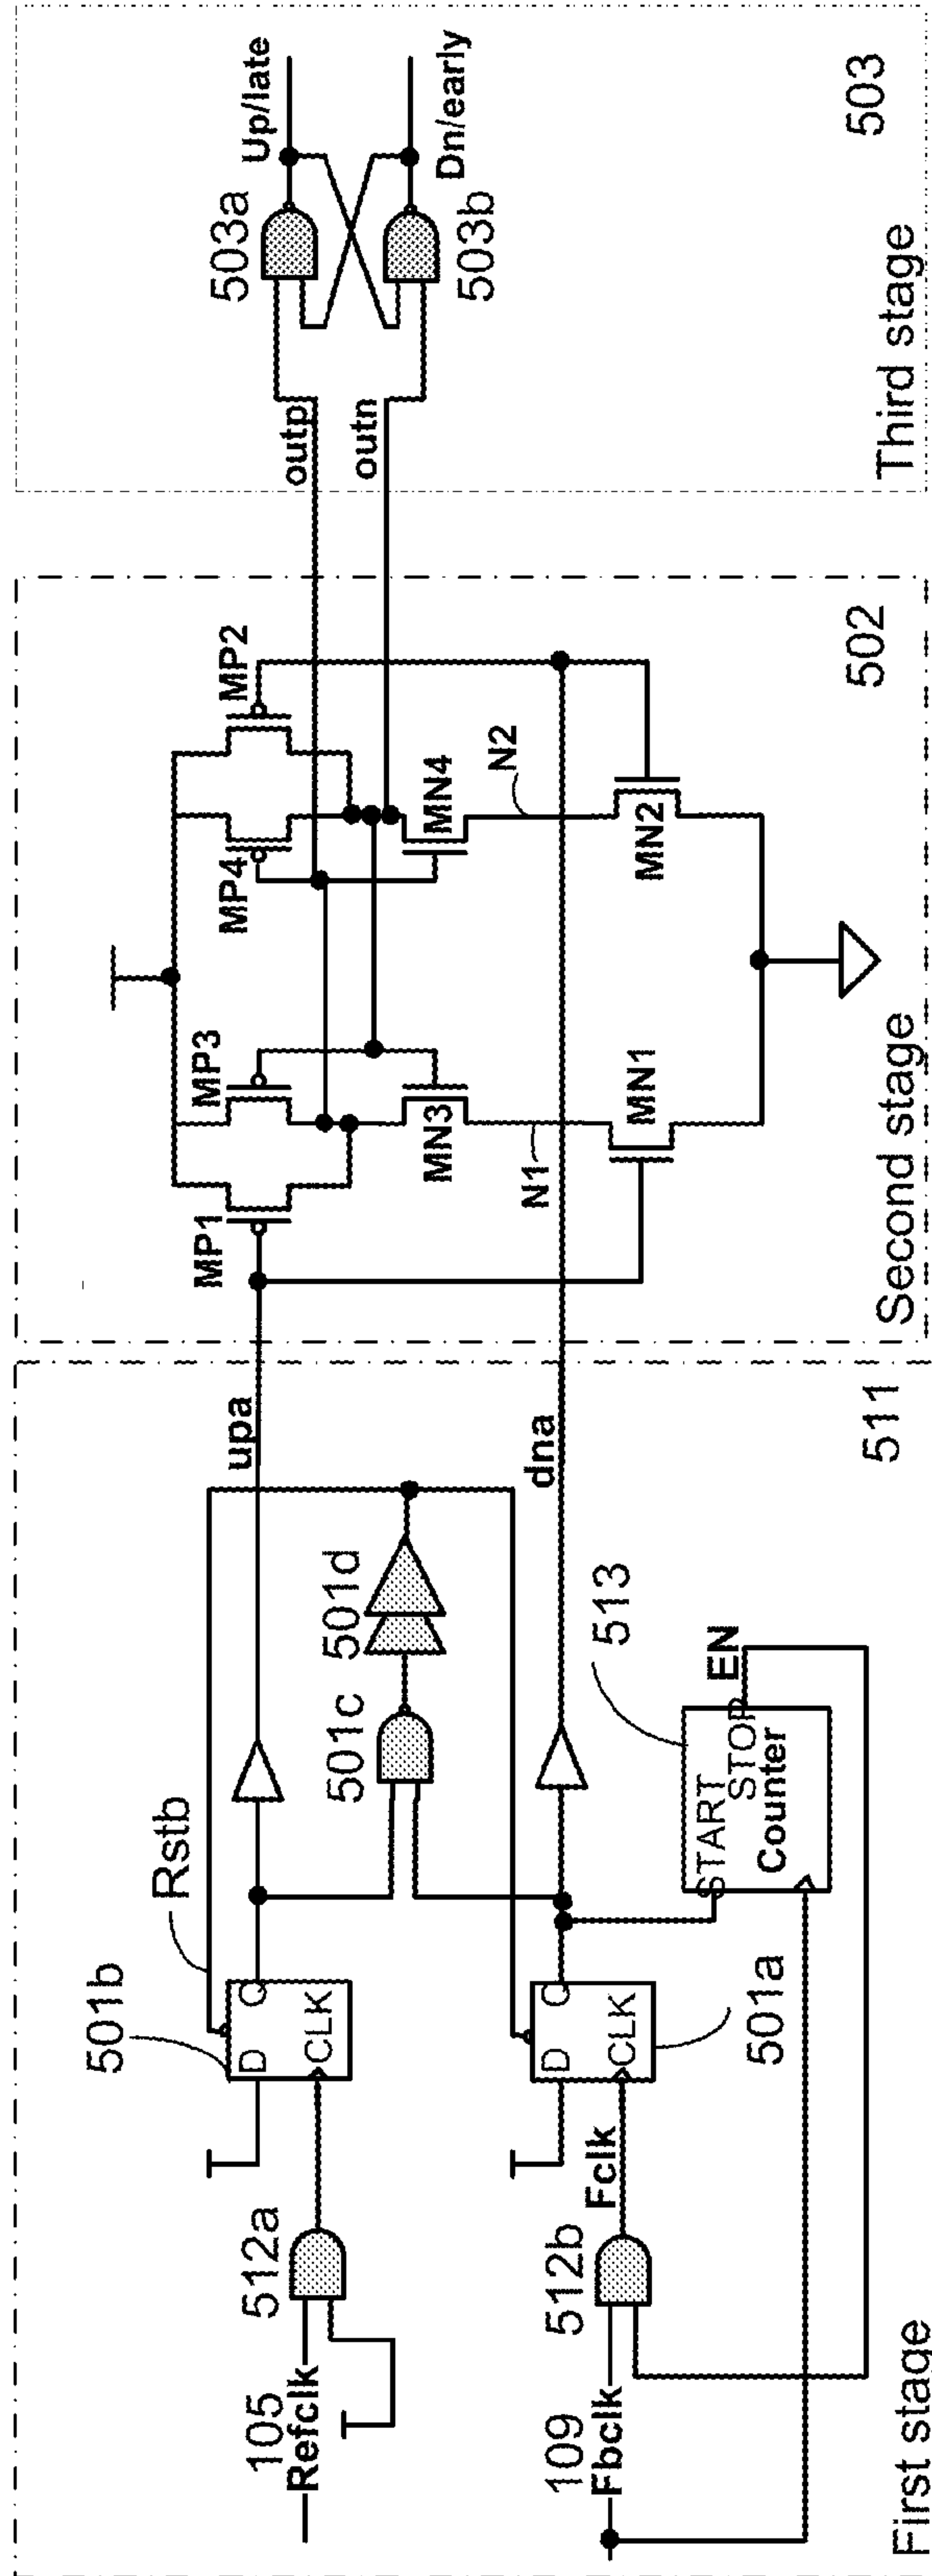 Rstb
501b
D
Q
CLK
512a
105
Refclk
upa
501c
501d
dna
D
Q
CLK
501a
Fclk
512b
109
Fbclk
START
STOP
Counter
EN
513
511
First stage
MP1
MP3
MP4
MP2
MN3
MN4
N1
N2
MN1
MN2
502
Second stage
outp
outn
503a
503b
Up/late
Dn/early
503
Third stage